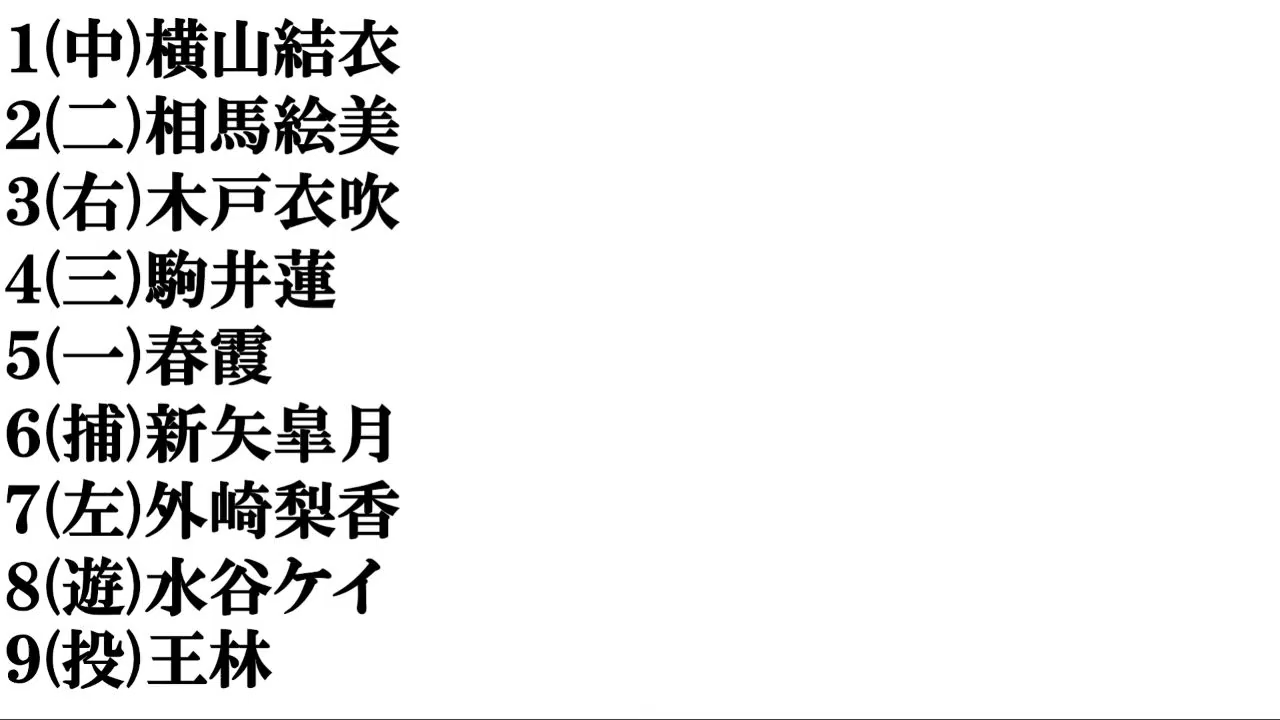 1(中)横山結衣
2(二)相馬絵美
3(右)木戸衣吹
4(三)駒井蓮
5(一)春霞
6(捕)新矢皐月
7(左)外崎梨香
8(遊)水谷ケイ
9(投)王林